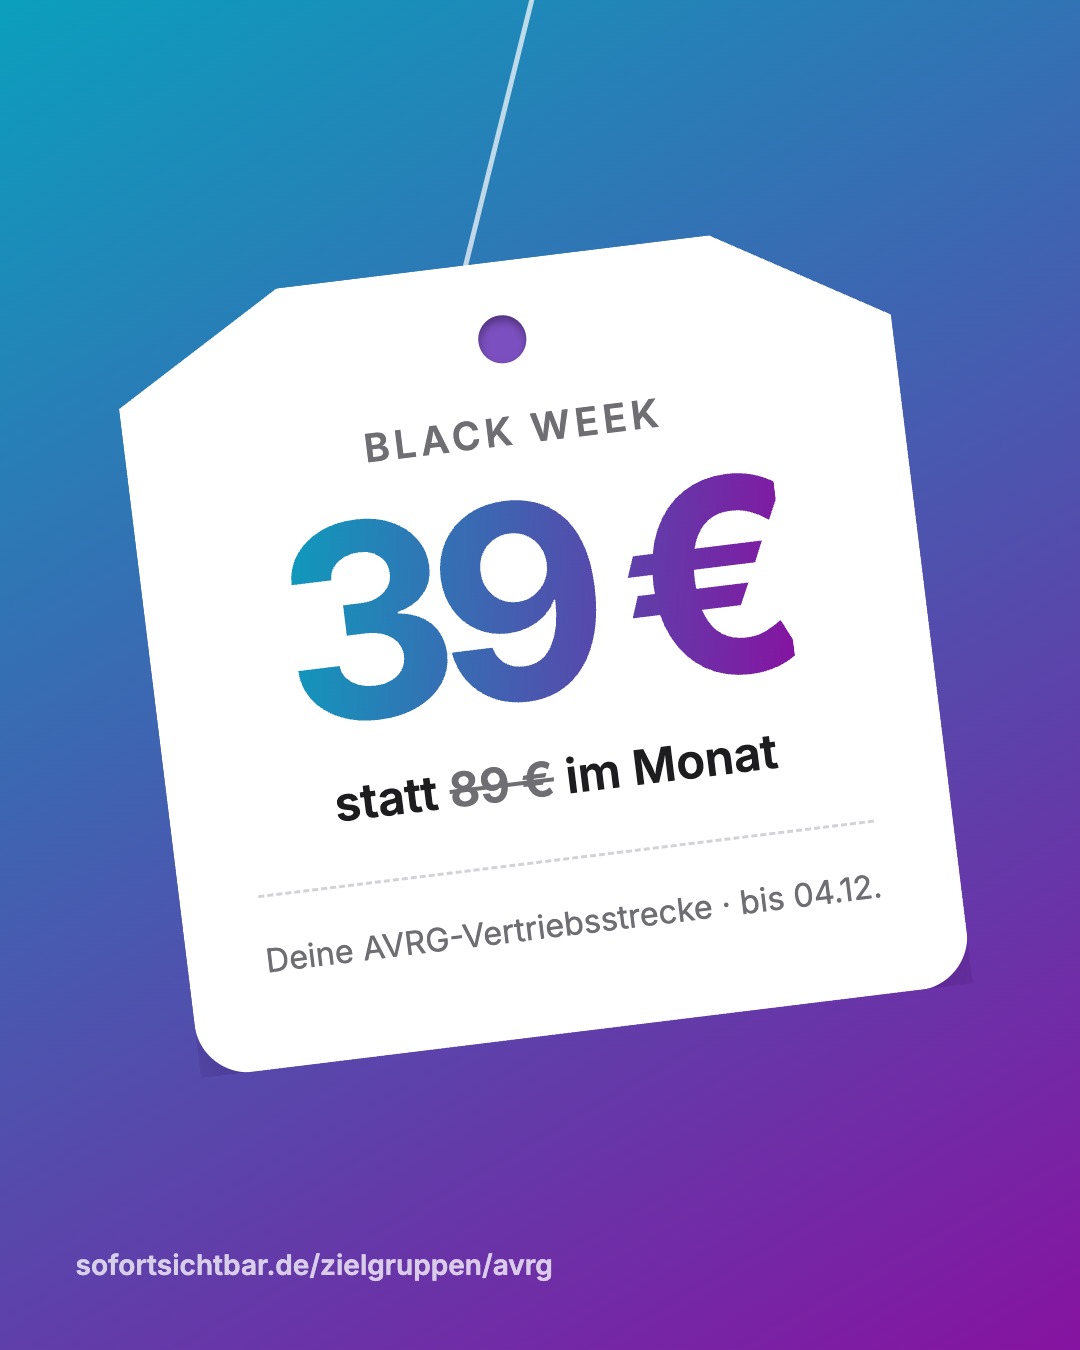 BLACK WEEK
39 €
statt 89 € im Monat
Deine AVRG-Vertriebsstrecke · bis 04.12.
sofortsichtbar.de/zielgruppen/avrg